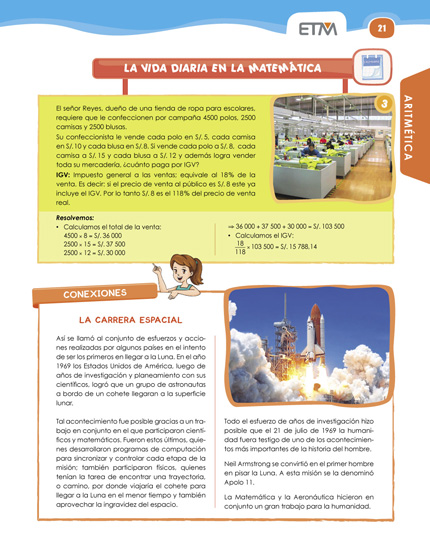 ETM
21
LA VIDA DIARIA EN LA MATEMÁTICA
ARITMÉTICA
3
El señor Reyes, dueño de una tienda de ropa para escolares,
requiere que le confeccionen por campaña 4500 polos, 2500
camisas y 2500 blusas.
Su confeccionista le vende cada polo en S/. 5, cada camisa
en S/. 10 y cada blusa en S/. 8. Si vende cada polo a S/. 8, cada
camisa a S/. 15 y cada blusa a S/. 12 y además logra vender
toda su mercadería, ¿cuánto paga por IGV?
IGV: Impuesto general a las ventas; equivale al 18% de la
venta. Es decir: si el precio de venta al público es S/. 8 este ya
incluye el IGV. Por lo tanto S/. 8 es el 118% del precio de venta
real.
Resolvemos:
• Calculamos el total de la venta:
4500 × 8 = S/. 36 000
2500 × 15 = S/. 37 500
2500 × 12 = S/. 30 000
⇒ 36 000 + 37 500 + 30 000 = S/. 103 500
• Calculamos el IGV:
18/118 × 103 500 = S/. 15 788,14
CONEXIONES
LA CARRERA ESPACIAL
Así se llamó al conjunto de esfuerzos y accio-
nes realizadas por algunos países en el intento
de ser los primeros en llegar a la Luna. En el año
1969 los Estados Unidos de América, luego de
años de investigación y planeamiento con sus
científicos, logró que un grupo de astronautas
a bordo de un cohete llegaran a la superficie
lunar.
Tal acontecimiento fue posible gracias a un tra-
bajo en conjunto en el que participaron cientí-
ficos y matemáticos. Fueron estos últimos, quie-
nes desarrollaron programas de computación
para sincronizar y controlar cada etapa de la
misión; también participaron físicos, quienes
tenían la tarea de encontrar una trayectoria,
o camino, por donde viajaría el cohete para
llegar a la Luna en el menor tiempo y también
aprovechar la ingravidez del espacio.
Todo el esfuerzo de años de investigación hizo
posible que el 21 de julio de 1969 la humani-
dad fuera testigo de uno de los acontecimien-
tos más importantes de la historia del hombre.
Neil Armstrong se convirtió en el primer hombre
en pisar la Luna. A esta misión se la denominó
Apolo 11.
La Matemática y la Aeronáutica hicieron en
conjunto un gran trabajo para la humanidad.